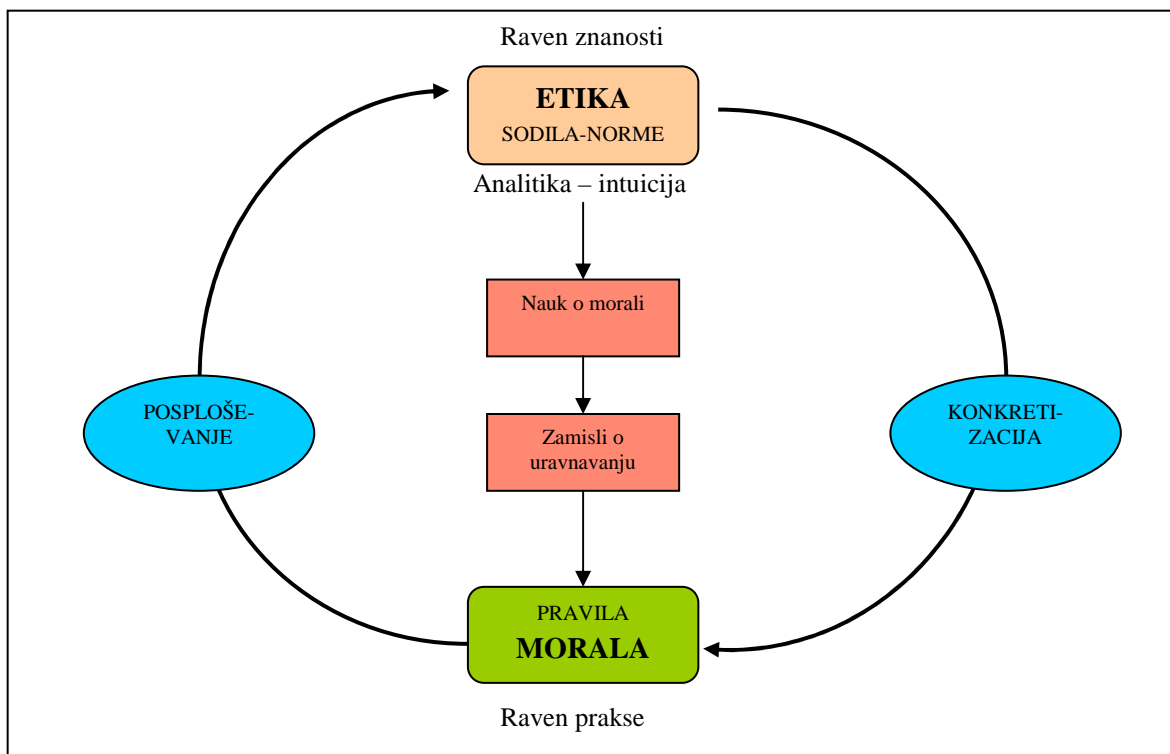 Raven znanosti
ETIKA
SODILA-NORME
Analitika – intuicija
Nauk o morali
POSPLOŠE-
VANJE
KONKRETI-
ZACIJA
Zamisli o
uravnavanju
PRAVILA
MORALA
Raven prakse